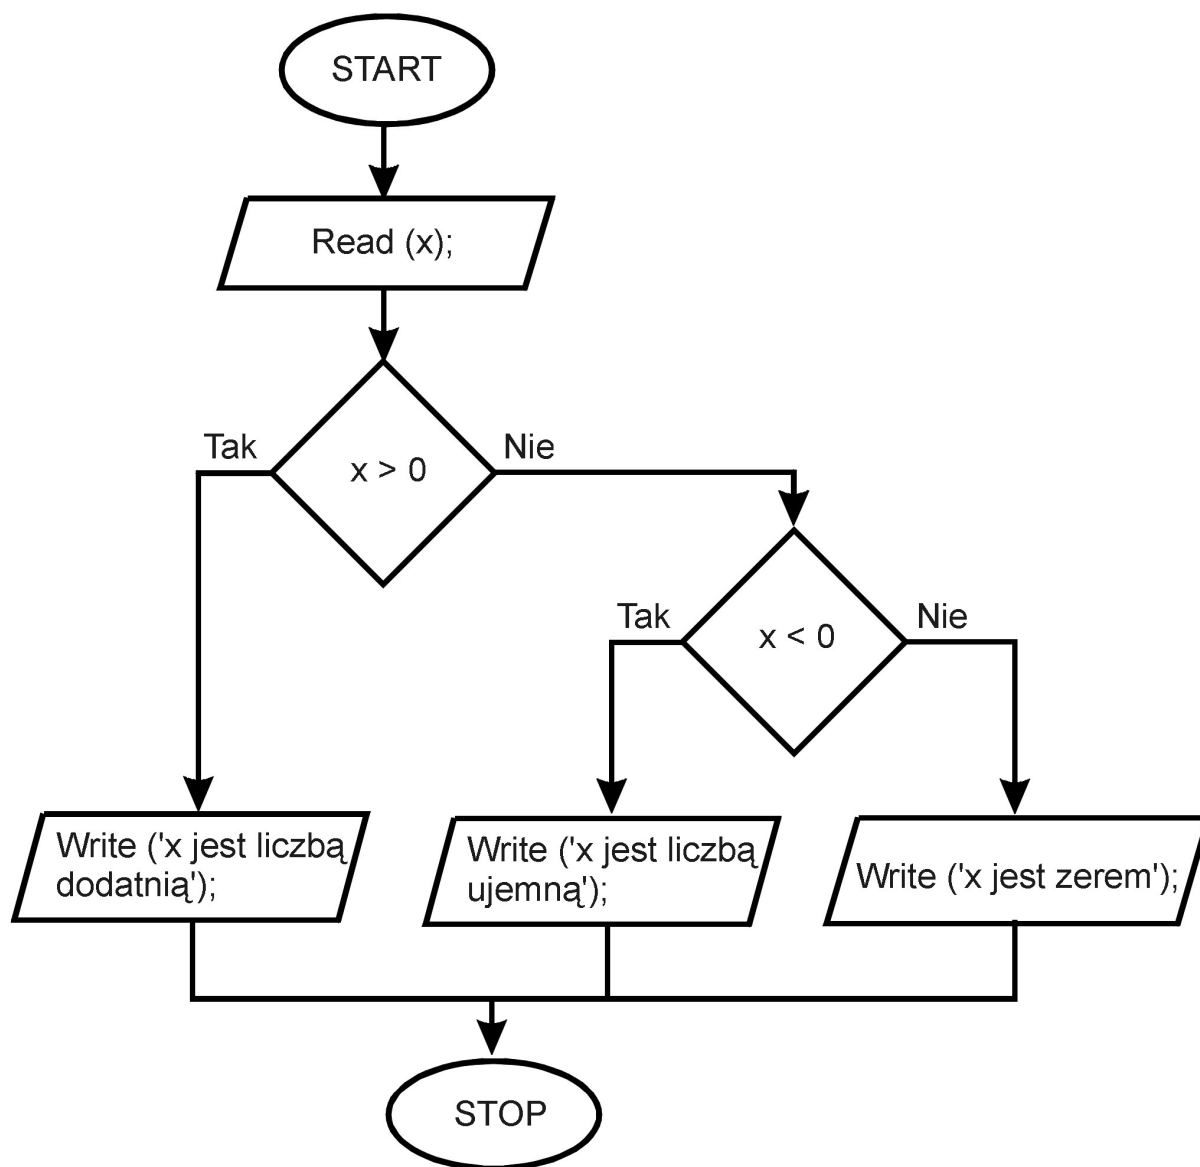 START
Read (x);
Tak
Nie
x > 0
Tak
Nie
x < 0
Write ('x jest liczbą
dodatnią');
Write ('x jest liczbą
ujemną');
Write ('x jest zerem');
STOP